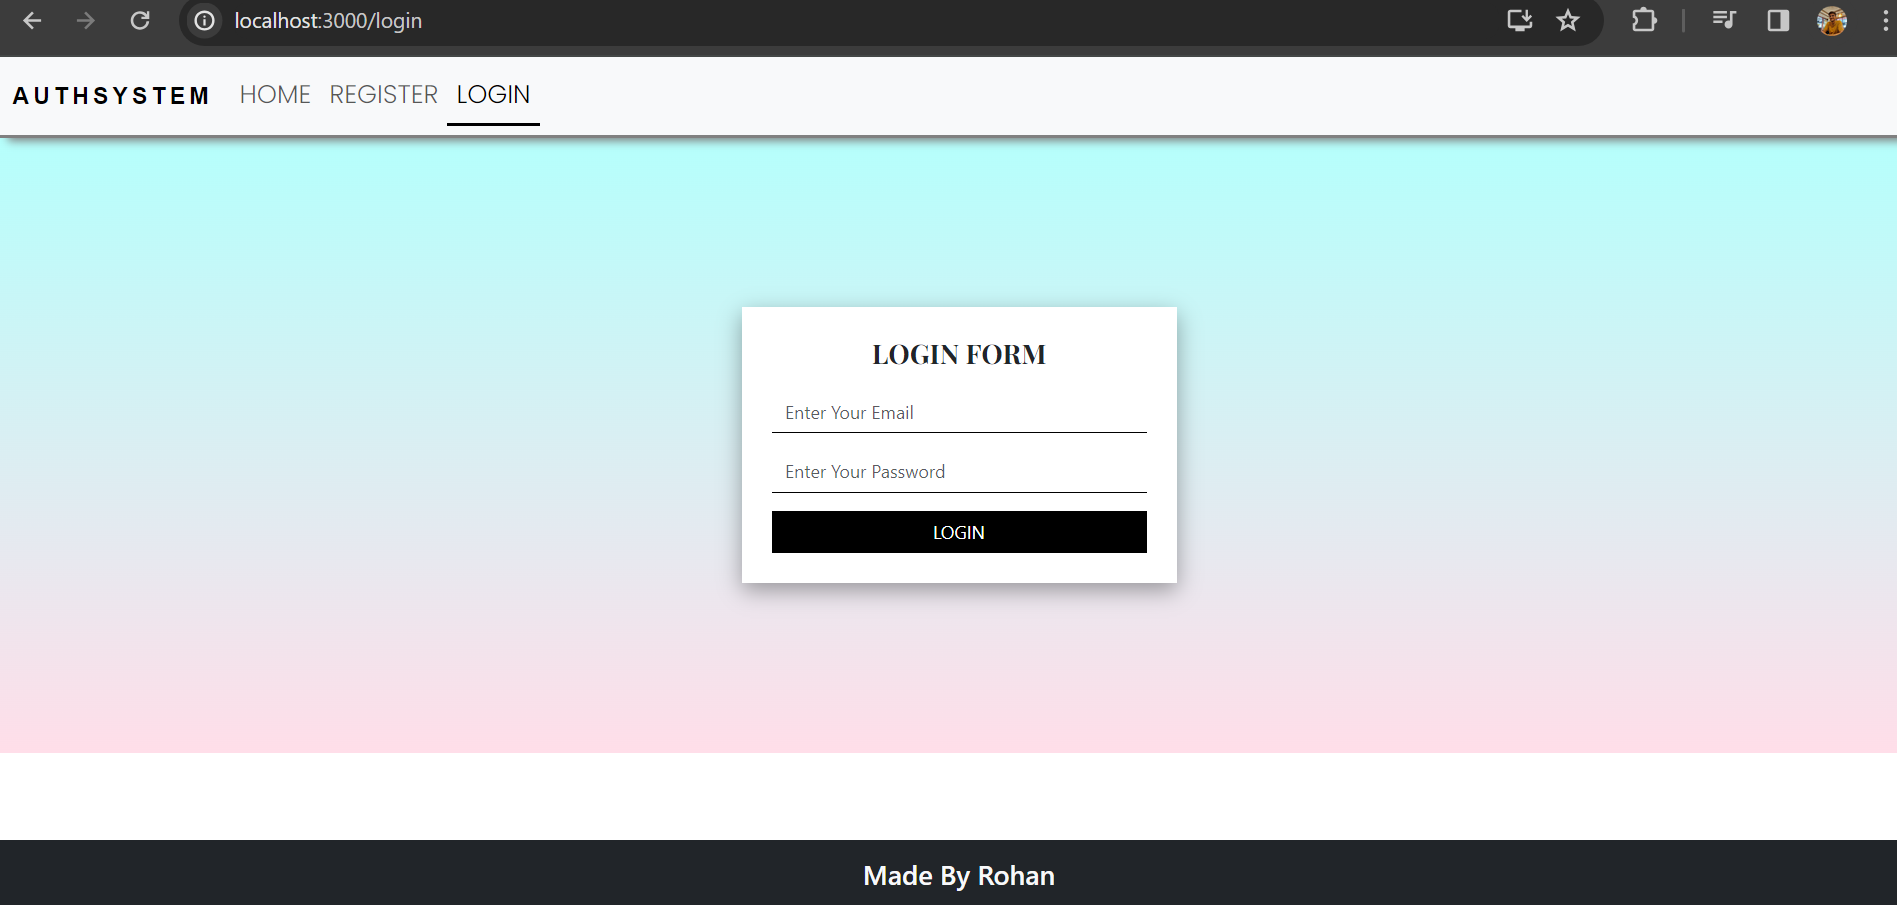 localhost:3000/login
AUTHSYSTEM HOME REGISTER LOGIN
LOGIN FORM
Enter Your Email
Enter Your Password
LOGIN
Made By Rohan